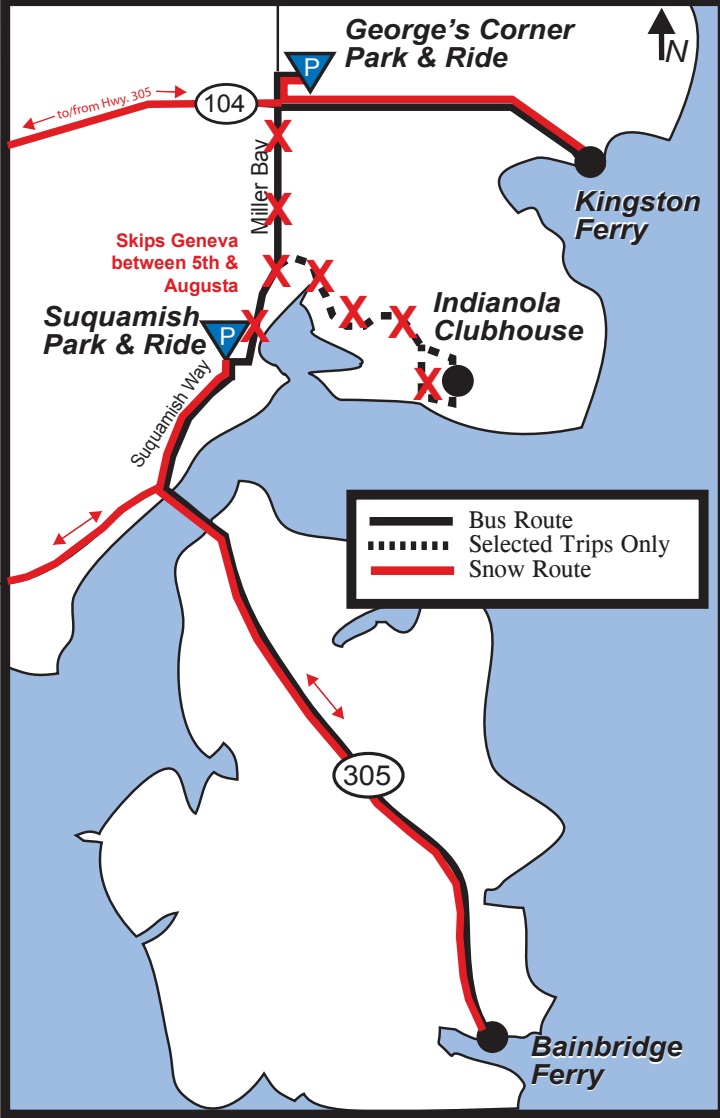 George's Corner
Park & Ride
N
P
to/from Hwy. 305
104
Miller Bay
Kingston
Ferry
Skips Geneva
between 5th &
Augusta
X
X
X
X
X
X
X
X
Suquamish
Park & Ride
P
Indianola
Clubhouse
Suquamish Way
Bus Route
Selected Trips Only
Snow Route
305
Bainbridge
Ferry